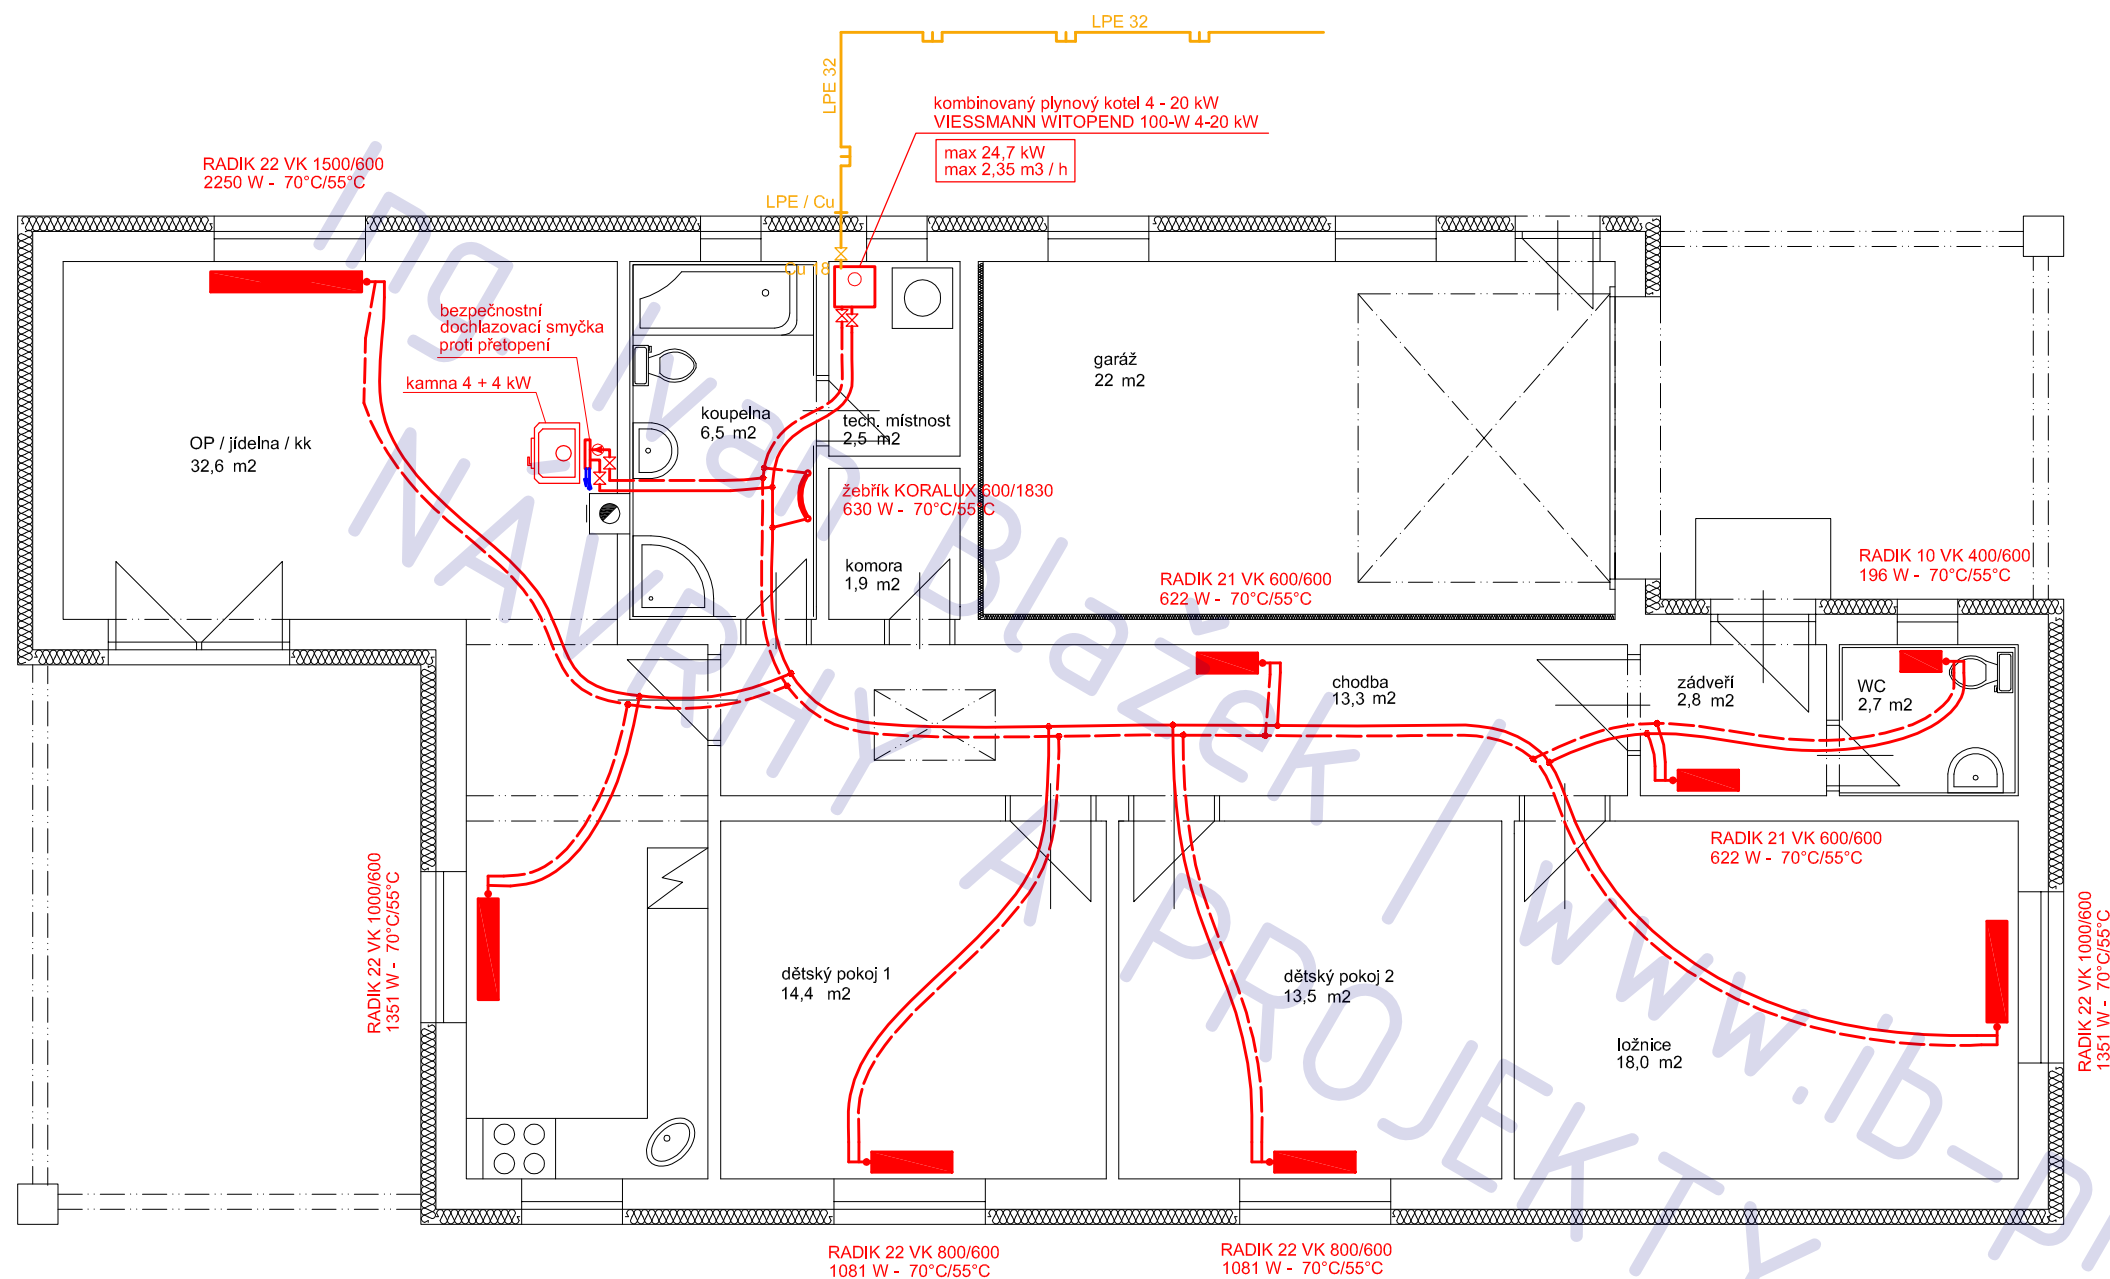 LPE 32
LPE 32
kombinovaný plynový kotel 4 - 20 kW
VIESSMANN WITOPEND 100-W 4-20 kW
max 24,7 kW
max 2,35 m3 / h
RADIK 22 VK 1500/600
2250 W - 70°C/55°C
LPE / Cu
Cu 18
bezpečnostní
dochlazovací smyčka
proti přetopení
kamna 4 + 4 kW
OP / jídelna / kk
32,6 m2
koupelna
6,5 m2
tech. místnost
2,5 m2
garáž
22 m2
žebřík KORALUX 600/1830
630 W - 70°C/55°C
komora
1,9 m2
RADIK 21 VK 600/600
622 W - 70°C/55°C
RADIK 10 VK 400/600
196 W - 70°C/55°C
chodba
13,3 m2
zádveří
2,8 m2
WC
2,7 m2
RADIK 21 VK 600/600
622 W - 70°C/55°C
RADIK 22 VK 1000/600
1351 W - 70°C/55°C
dětský pokoj 1
14,4 m2
dětský pokoj 2
13,5 m2
ložnice
18,0 m2
RADIK 22 VK 1000/600
1351 W - 70°C/55°C
RADIK 22 VK 800/600
1081 W - 70°C/55°C
RADIK 22 VK 800/600
1081 W - 70°C/55°C
Ing. Ivan Blažek / www.ib-pr
NÁVRHY A PROJEKTY